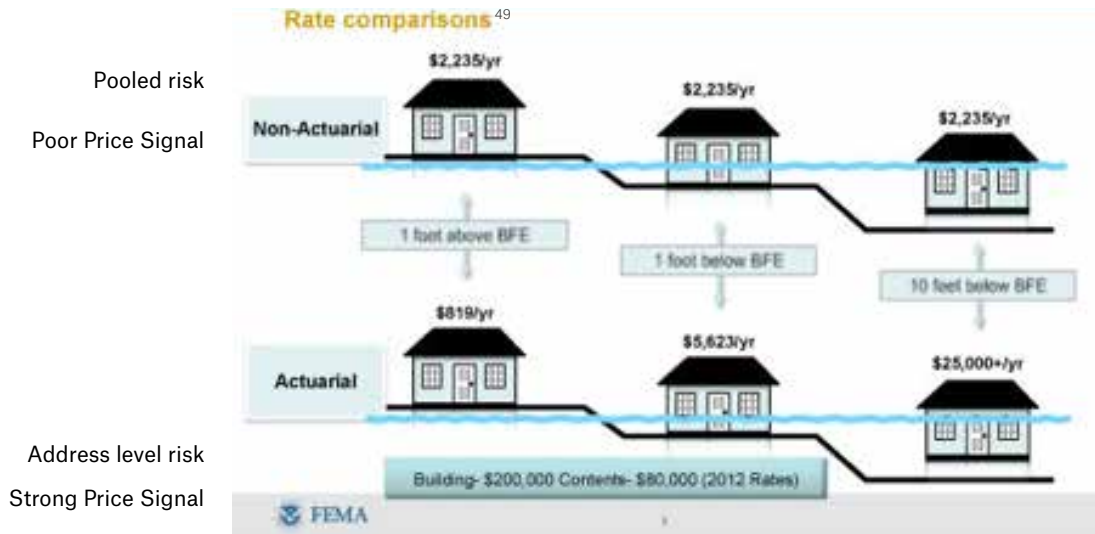 Rate comparisons 49
Pooled risk
Poor Price Signal
Non-Actuarial
$2,235/yr
$2,235/yr
$2,235/yr
1 foot above BFE
1 foot below BFE
10 feet below BFE
$819/yr
$5,623/yr
$25,000+/yr
Actuarial
Address level risk
Strong Price Signal
Building- $200,000 Contents- $80,000 (2012 Rates)
FEMA